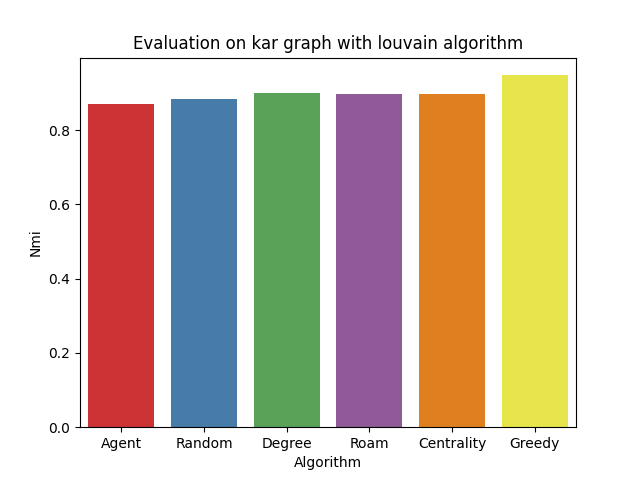 Evaluation on kar graph with louvain algorithm
Nmi
0.8
0.6
0.4
0.2
0.0
Agent Random Degree Roam Centrality Greedy
Algorithm